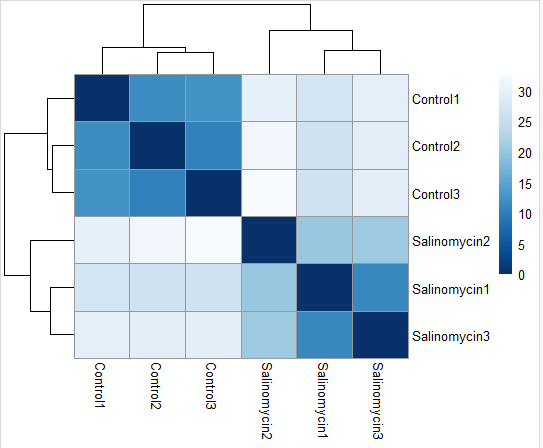 Control1
Control2
Control3
Salinomycin2
Salinomycin1
Salinomycin3
30
25
20
15
10
5
0
Control1
Control2
Control3
Salinomycin2
Salinomycin1
Salinomycin3